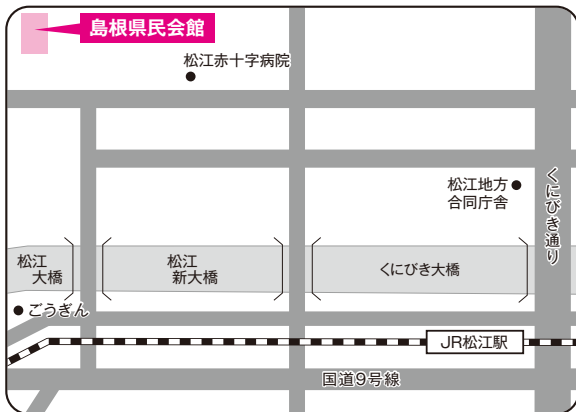 島根県民会館
松江赤十字病院
松江地方
合同庁舎
くにびき通り
松江
大橋
松江
新大橋
くにびき大橋
ごうぎん
JR松江駅
国道9号線